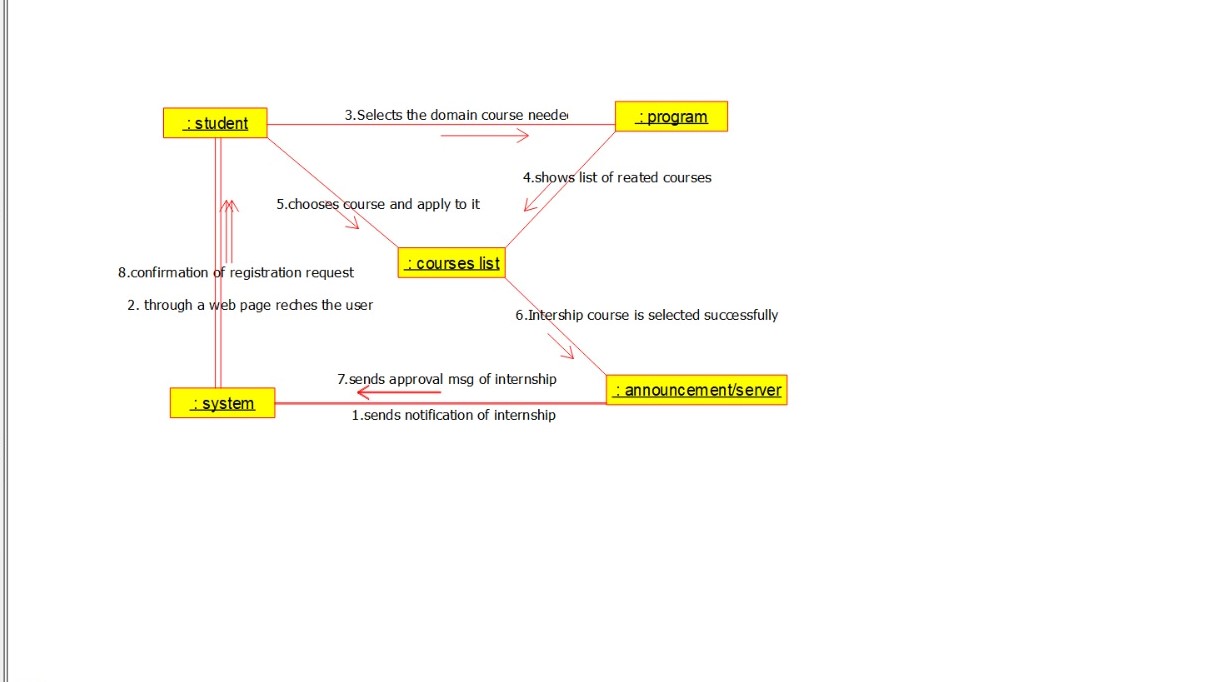 3.Selects the domain course neede
: student
: program
4.shows list of reated courses
5.chooses course and apply to it
: courses list
8.confirmation of registration request
2. through a web page reches the user
6.Intership course is selected successfully
7.sends approval msg of internship
: announcement/server
: system
1.sends notification of internship